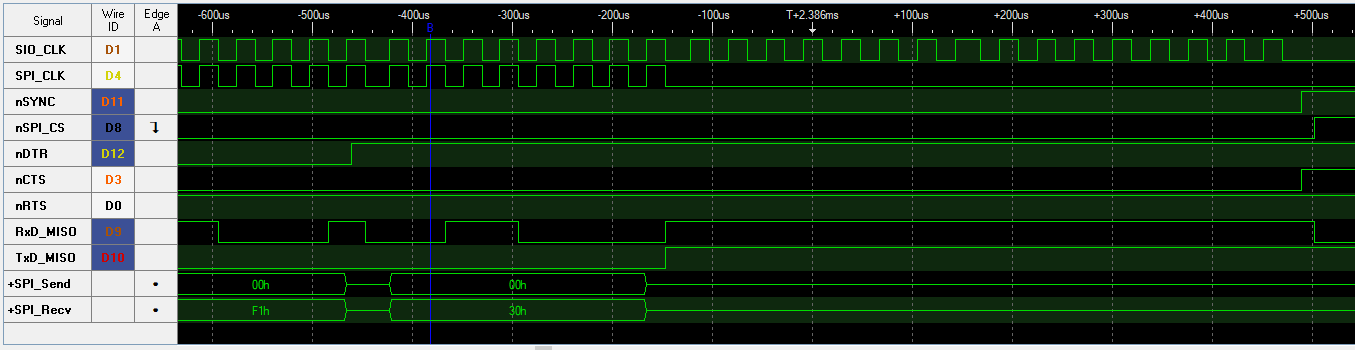 Signal Wire ID Edge A -600us -500us -400us -300us -200us -100us T+2.386ms +100us +200us +300us +400us +500us
B
SIO_CLK D1
SPI_CLK D4
nSYNC D11
nSPI_CS D8
nDTR D12
nCTS D3
nRTS D0
RxD_MISO D9
TxD_MISO D10
+SPI_Send 00h 00h
+SPI_Recv F1h 30h